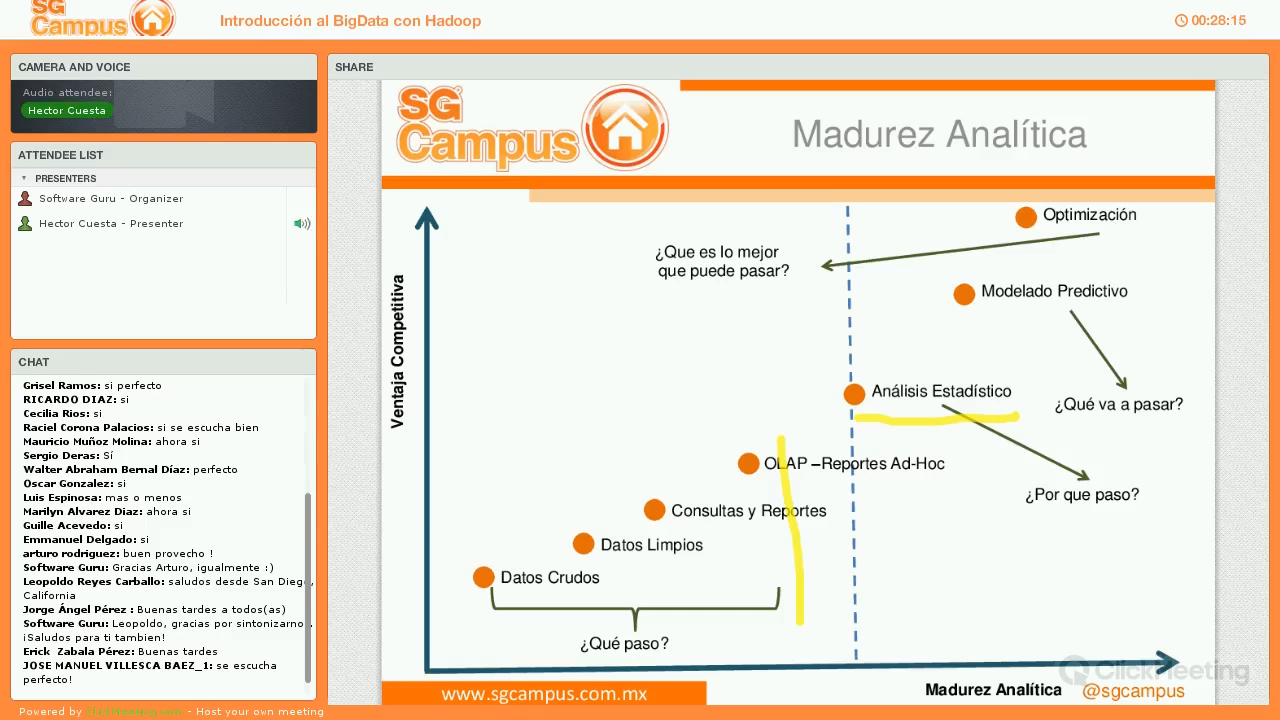 SG
Campus
Introducción al BigData con Hadoop
00:28:15
CAMERA AND VOICE
Audio attendee:
Hector Cuesta
ATTENDEE LIST
PRESENTERS
Software Guru - Organizer
Hector Cuesta - Presenter
CHAT
Grisel Ramos: si perfecto
RICARDO DIAZ: si
Cecilia Rios: si
Raciel Corona Palacios: si se escucha bien
Mauricio Muñoz Molina: ahora si
Sergio Deras: Sí
Walter Abraham Bernal Díaz: perfecto
Oscar Gonzalez: si
Luis Espinosa: mas o menos
Marilyn Alvarez Diaz: ahora si
Guille Acevedo: si
Emmanuel Delgado: si
arturo rodriguez: buen provecho !
Software Guru: Gracias Arturo, igualmente :)
Leopoldo Reyes Carballo: saludos desde San Diego,
California
Jorge Ángel Pérez : Buenas tardes a todos(as)
Software Guru: Leopoldo, gracias por sintonizarno
¡Saludos para ti tambien!
Erick Zabala Pérez: Buenas tardes
JOSE MANUEL VILLESCA BAEZ_1: se escucha
perfecto!
Powered by ClickMeeting.com - Host your own meeting
SHARE
SG
Campus
Madurez Analítica
Ventaja Competitiva
Optimización
¿Que es lo mejor
que puede pasar?
Modelado Predictivo
Análisis Estadístico
¿Qué va a pasar?
OLAP –Reportes Ad-Hoc
¿Por que paso?
Consultas y Reportes
Datos Limpios
Datos Crudos
¿Qué paso?
ClickMeeting
www.sgcampus.com.mx
Madurez Analítica
@sgcampus